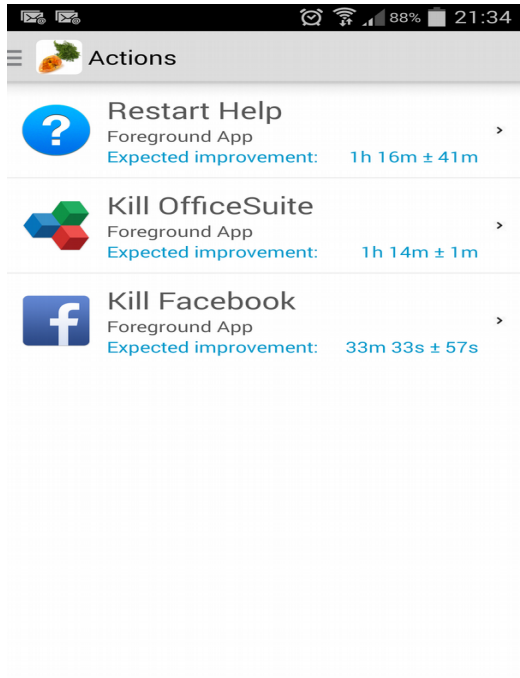 88% 21:34
Actions
Restart Help
Foreground App
Expected improvement: 1h 16m ± 41m
Kill OfficeSuite
Foreground App
Expected improvement: 1h 14m ± 1m
Kill Facebook
Foreground App
Expected improvement: 33m 33s ± 57s